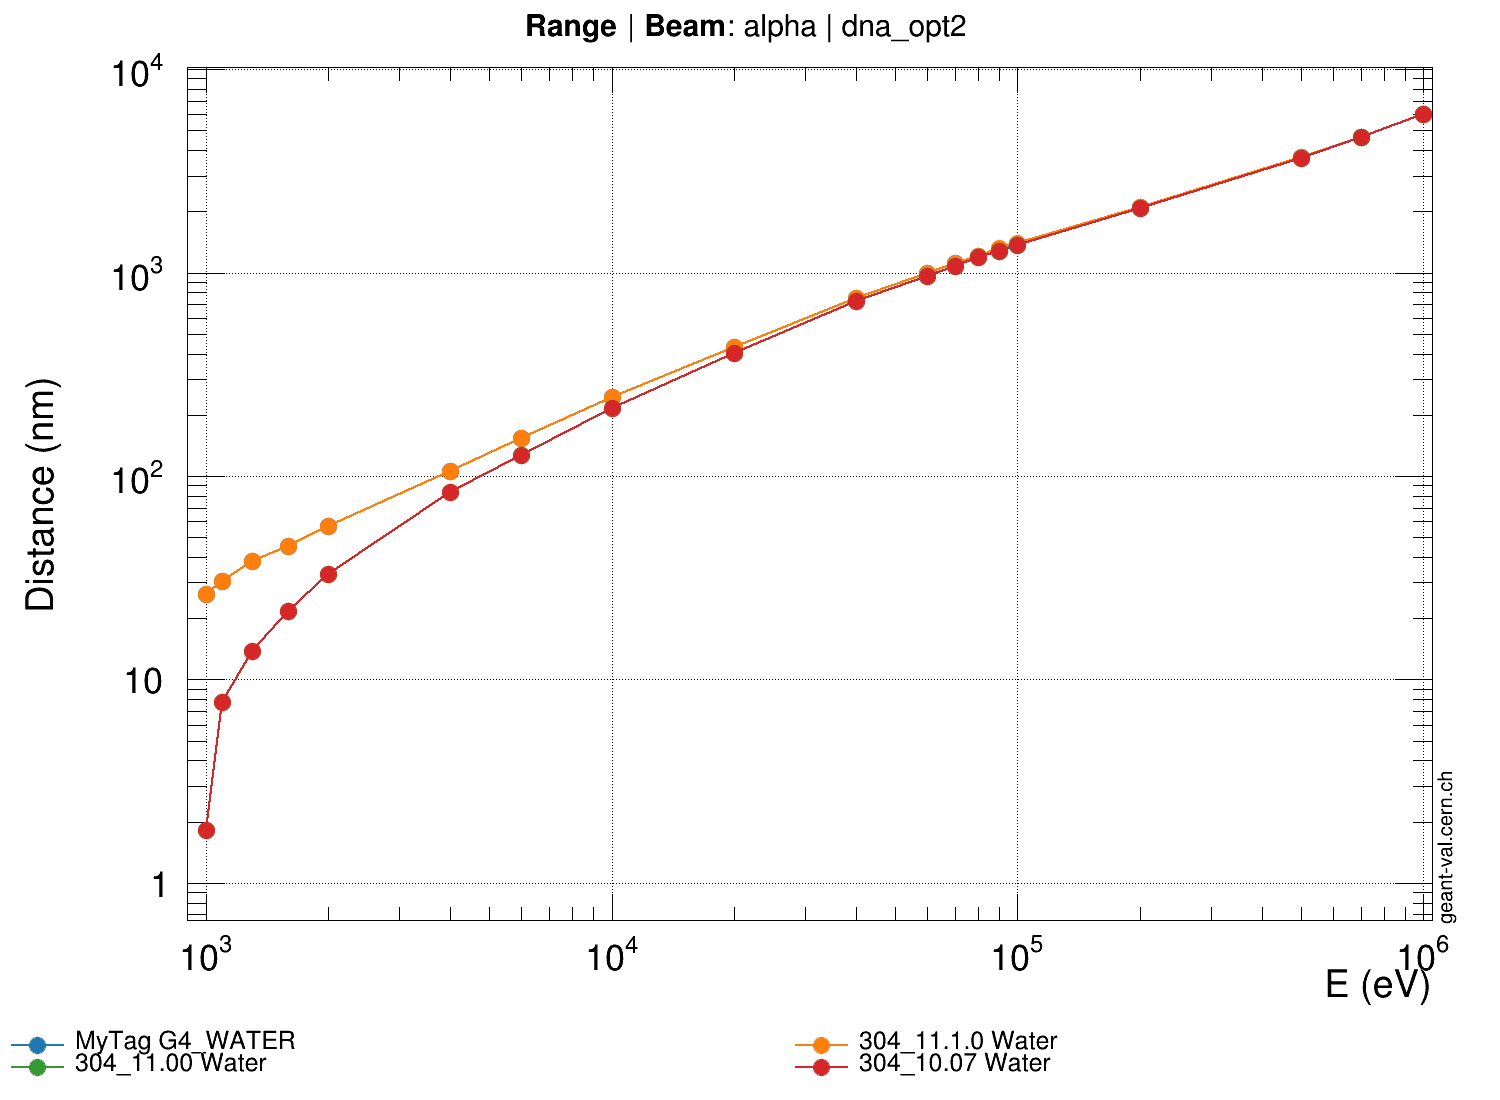 Range | Beam: alpha | dna_opt2
10^4
10^3
10^2
10
1
Distance (nm)
10^3 10^4 10^5 10^6
E (eV)
geant-val.cern.ch
MyTag G4_WATER
304_11.1.0 Water
304_11.00 Water
304_10.07 Water